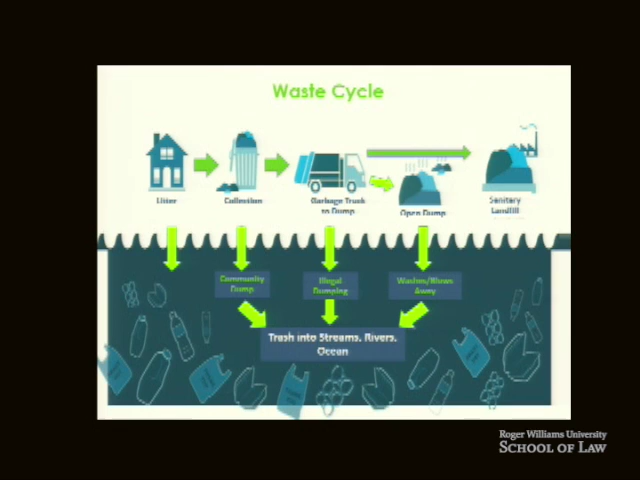 Waste Cycle
Litter
Collection
Garbage Truck
to Dump
Open Dump
Sanitary
Landfill
Community
Dump
Illegal
Dumping
Washes/Blows
Away
Trash into Streams, Rivers,
Ocean
Roger Williams University
SCHOOL OF LAW